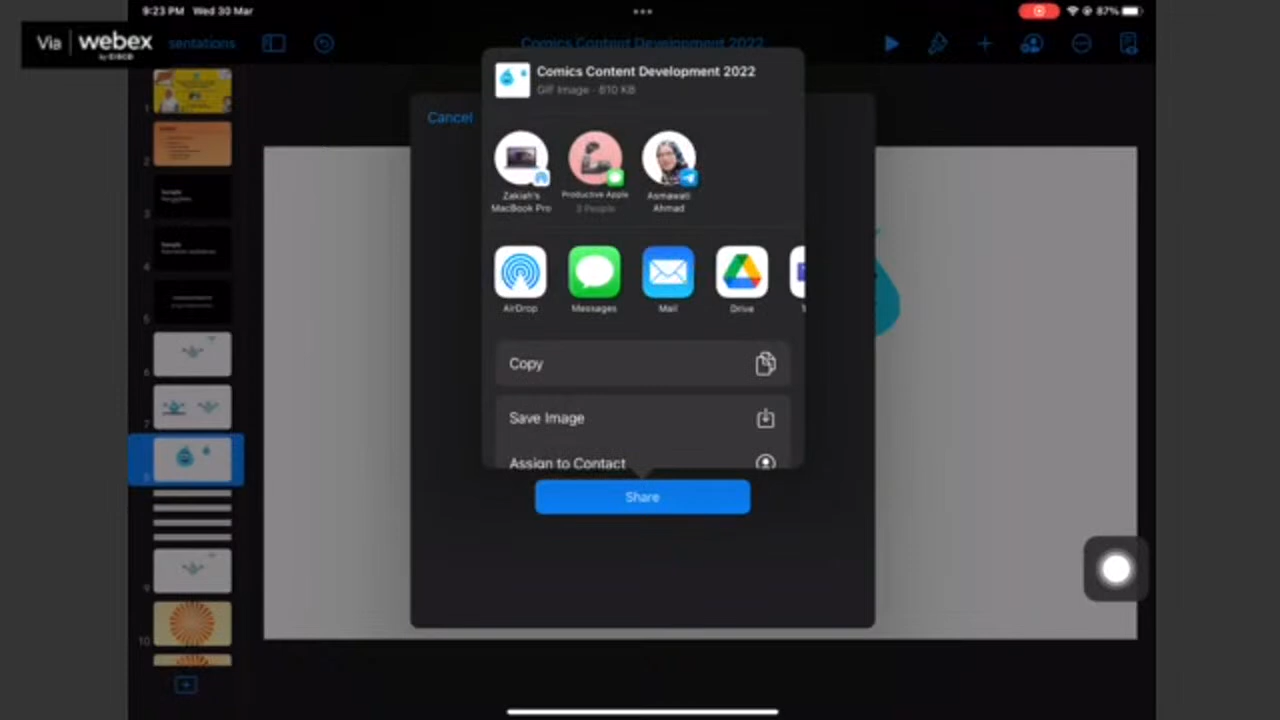 9:23 PM Wed 30 Mar
87%
Via webex
by CISCO
sentations
Comics Content Development 2022
Comics Content Development 2022
GIF Image · 610 KB
Cancel
Zakiah's
MacBook Pro
Productive Apple
3 People
Asmawati
Ahmad
AirDrop
Messages
Mail
Drive
Copy
Save Image
Assign to Contact
Share
1
2
3
4
5
6
7
9
10